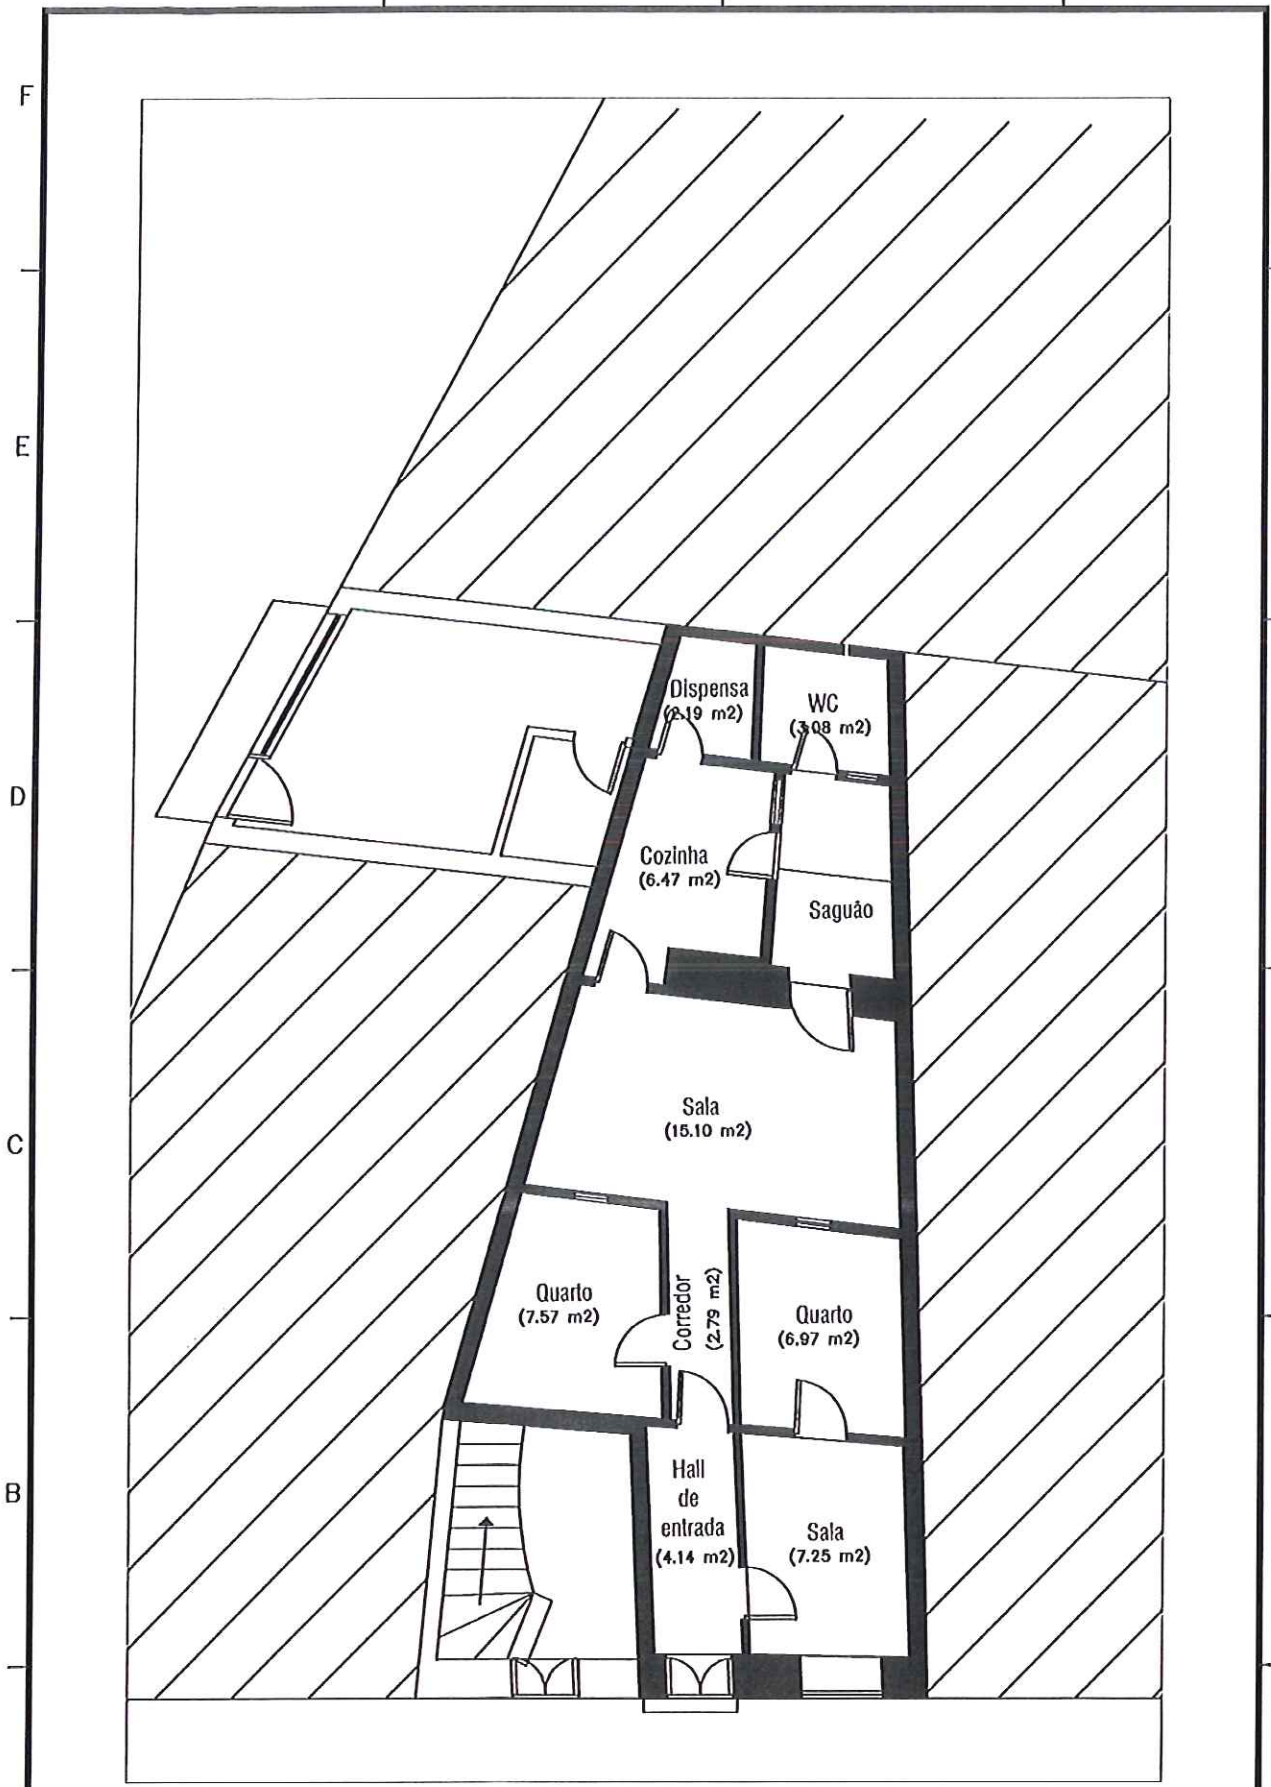 F
E
D
C
B
Dispensa
(2.19 m2)
WC
(3.08 m2)
Cozinha
(6.47 m2)
Saguão
Sala
(15.10 m2)
Quarto
(7.57 m2)
Corredor
(2.79 m2)
Quarto
(6.97 m2)
Hall
de
entrada
(4.14 m2)
Sala
(7.25 m2)